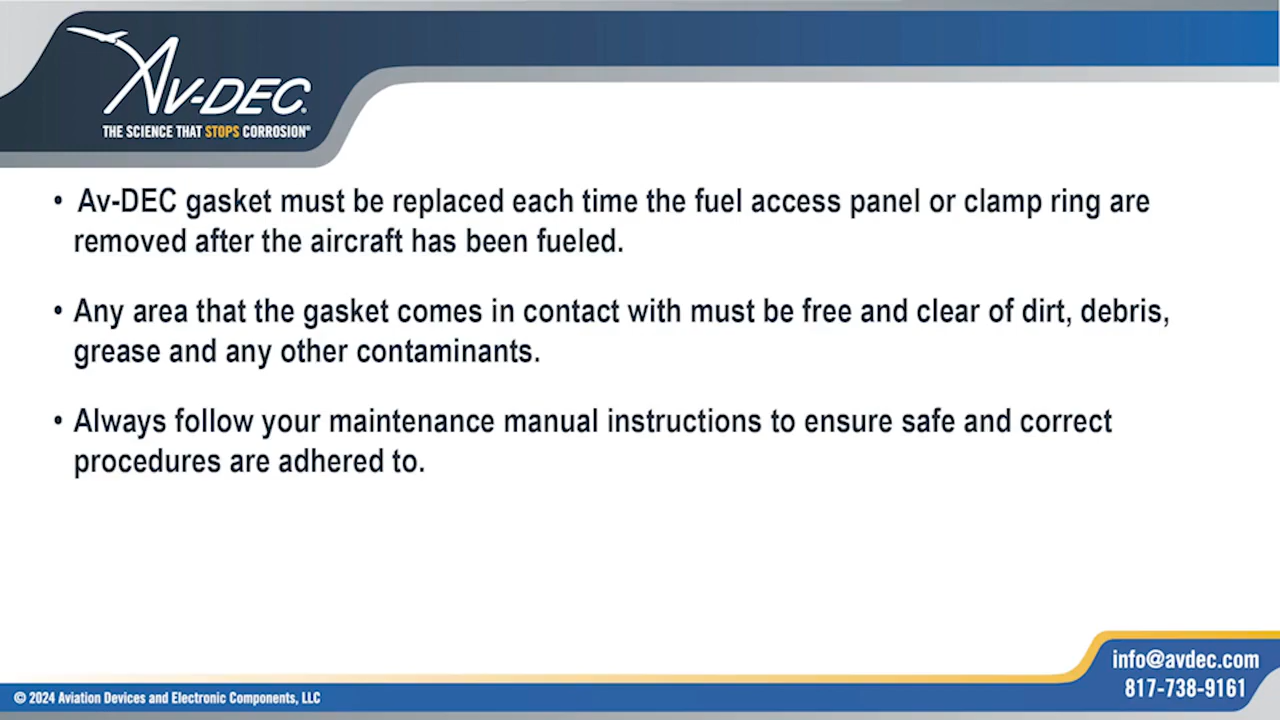 AV-DEC®
THE SCIENCE THAT STOPS CORROSION®
• Av-DEC gasket must be replaced each time the fuel access panel or clamp ring are
removed after the aircraft has been fueled.
• Any area that the gasket comes in contact with must be free and clear of dirt, debris,
grease and any other contaminants.
• Always follow your maintenance manual instructions to ensure safe and correct
procedures are adhered to.
info@avdec.com
817-738-9161
© 2024 Aviation Devices and Electronic Components, LLC